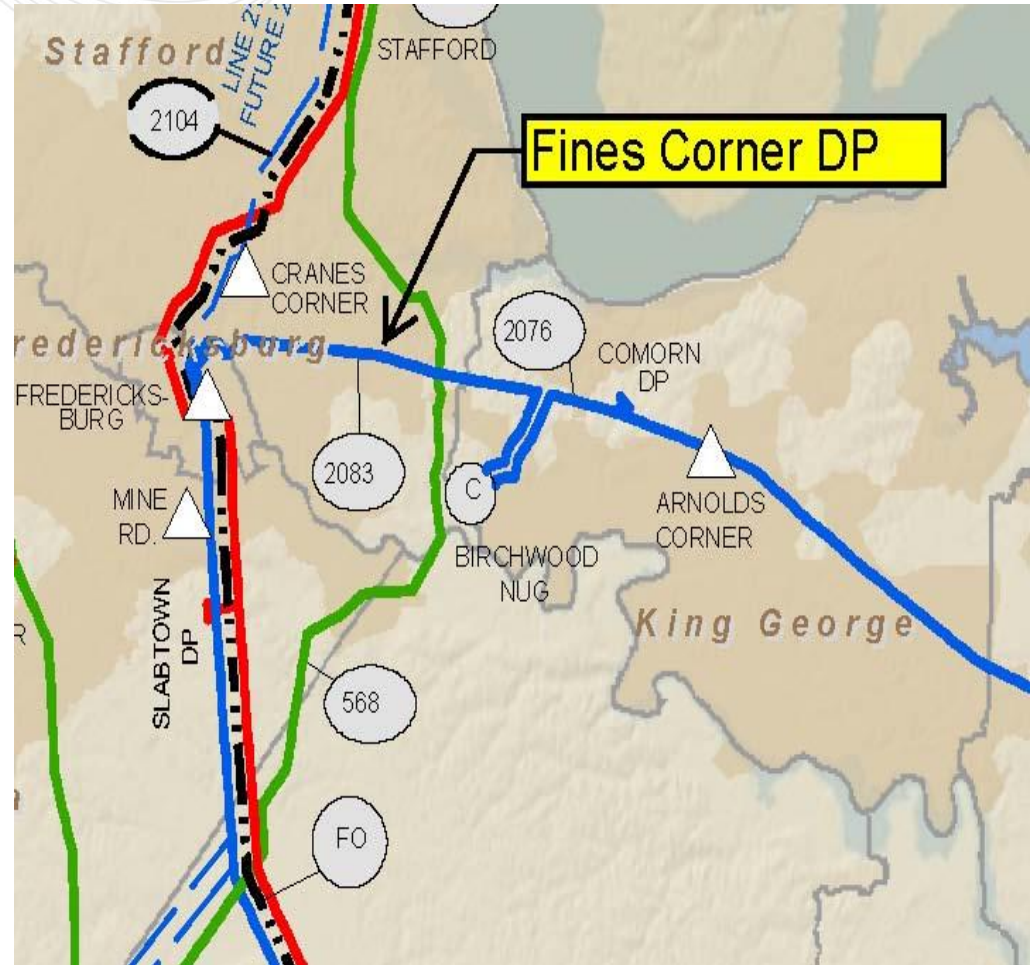 Stafford
LINE 2
FUTURE 2
STAFFORD
2104
Fines Corner DP
CRANES
CORNER
redericksburg
2076
COMORN
DP
FREDERICKS-
BURG
2083
C
ARNOLDS
CORNER
MINE
RD.
BIRCHWOOD
NUG
King George
SLABTOWN
DP
R
568
FO